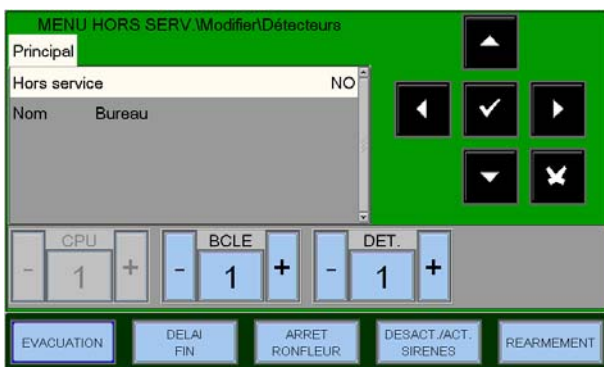 MENU HORS SERV.\Modifier\Détecteurs
Principal
Hors service NO
Nom Bureau
CPU BCLE DET.
- 1 + - 1 + - 1 +
EVACUATION
DELAI
FIN
ARRET
RONFLEUR
DESACT./ACT.
SIRENES
REARMEMENT